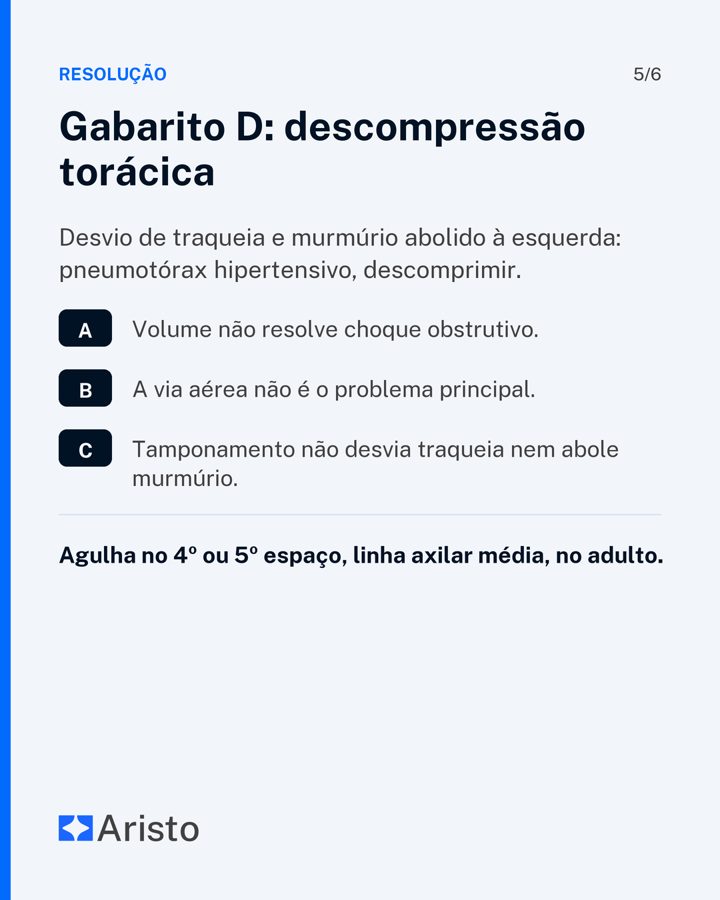 RESOLUÇÃO
5/6
Gabarito D: descompressão
torácica
Desvio de traqueia e murmúrio abolido à esquerda:
pneumotórax hipertensivo, descomprimir.
A Volume não resolve choque obstrutivo.
B A via aérea não é o problema principal.
C Tamponamento não desvia traqueia nem abole
murmúrio.
Agulha no 4º ou 5º espaço, linha axilar média, no adulto.
Aristo